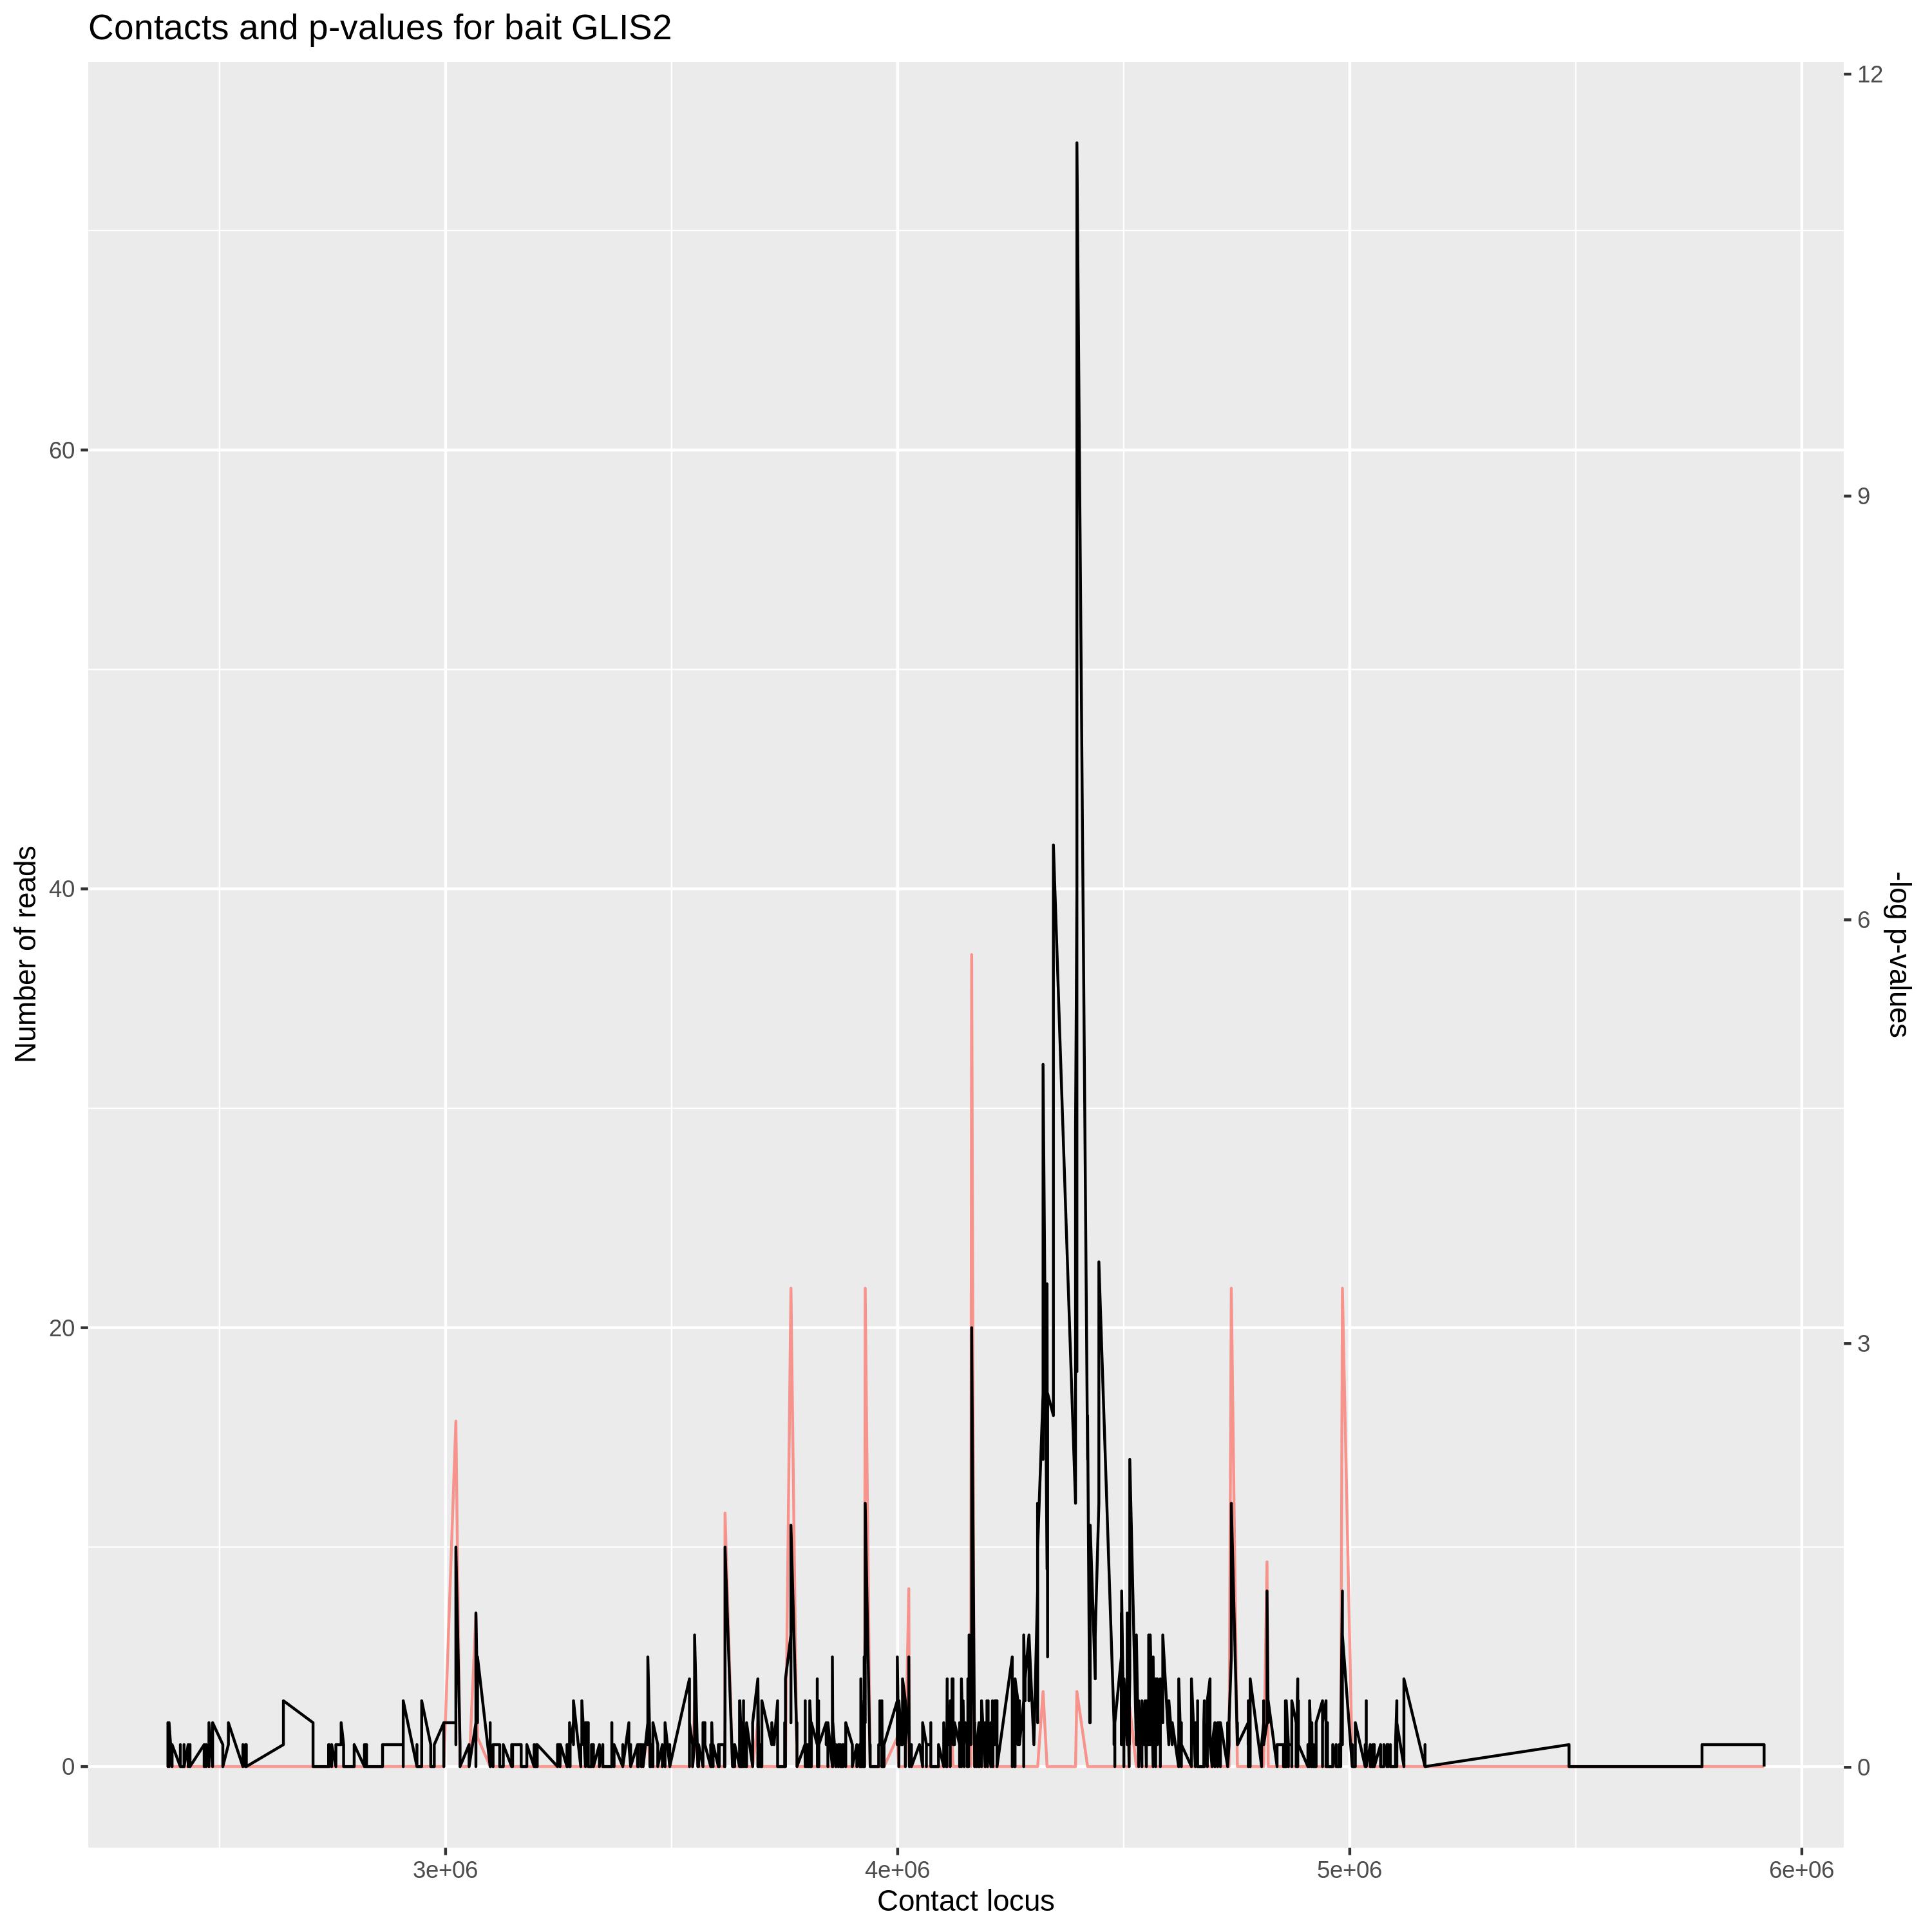 Contacts and p-values for bait GLIS2
12
60
9
40
6
20
3
0
0
Number of reads
-log p-values
3e+06
4e+06
5e+06
6e+06
Contact locus